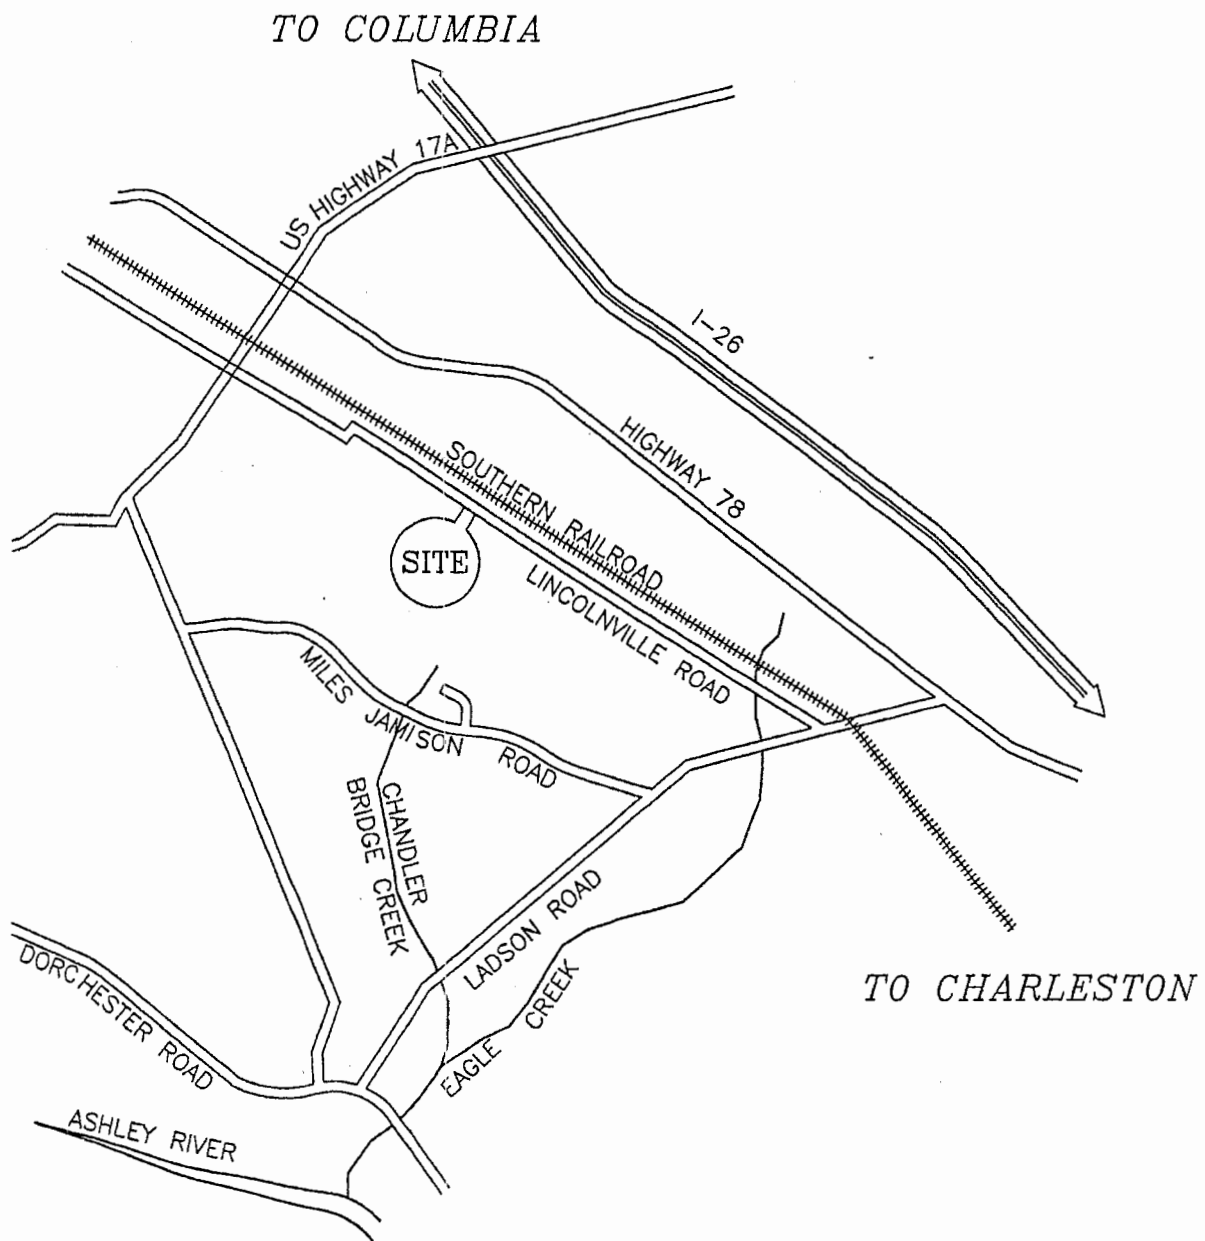 TO COLUMBIA
US HIGHWAY 17A
I-26
HIGHWAY 78
SOUTHERN RAILROAD
SITE
LINCOLNVILLE ROAD
MILES JAMISON ROAD
CHANDLER
BRIDGE CREEK
LADSON ROAD
DORCHESTER ROAD
EAGLE CREEK
TO CHARLESTON
ASHLEY RIVER